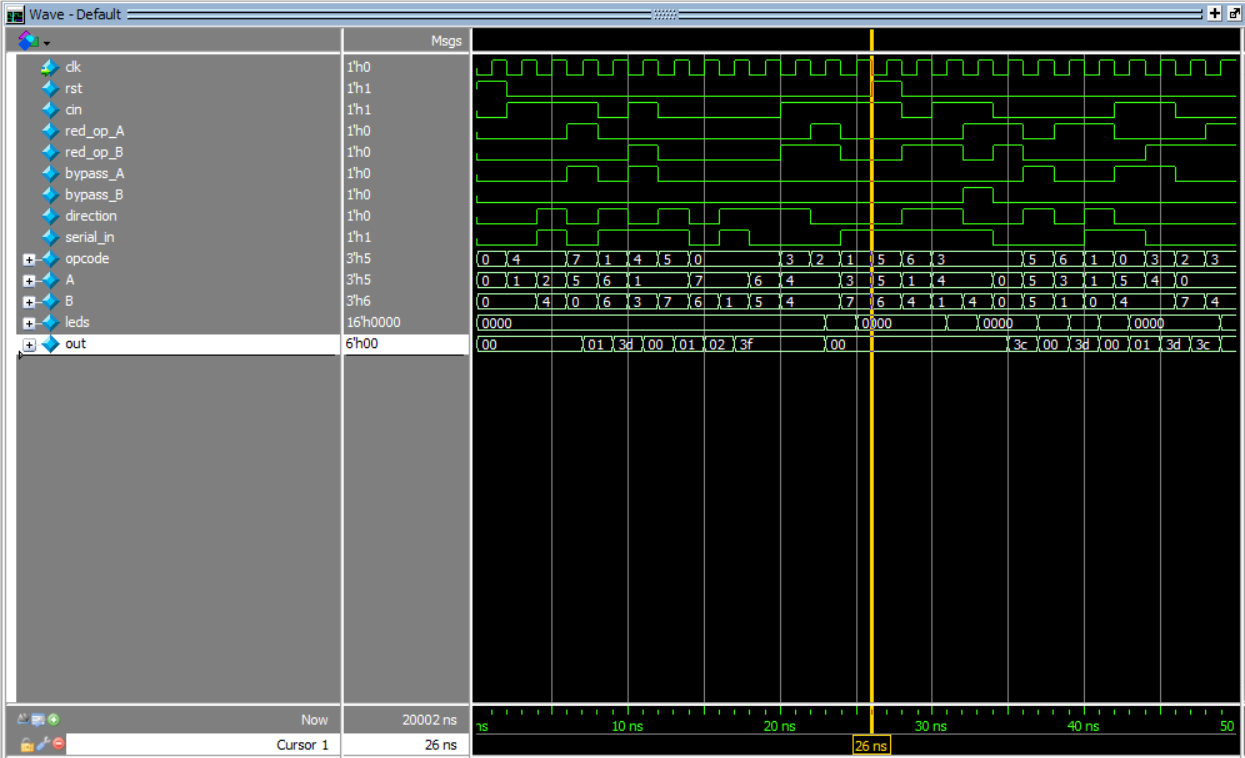 Wave - Default
Msgs
clk 1'h0
rst 1'h1
cin 1'h1
red_op_A 1'h0
red_op_B 1'h0
bypass_A 1'h0
bypass_B 1'h0
direction 1'h0
serial_in 1'h1
opcode 3'h5 0 4 7 1 4 5 0 3 2 1 5 6 3 5 6 1 0 3 2 3
A 3'h5 0 1 2 5 6 1 7 6 4 3 5 1 4 0 5 3 1 5 4 0
B 3'h6 0 4 0 6 3 7 6 1 5 4 7 6 4 1 4 0 5 1 0 4 7 4
leds 16'h0000 0000 0000 0000 0000
out 6'h00 00 01 3d 00 01 02 3f 00 3c 00 3d 00 01 3d 3c
Now 20002 ns ns 10 ns 20 ns 30 ns 40 ns 50
Cursor 1 26 ns 26 ns